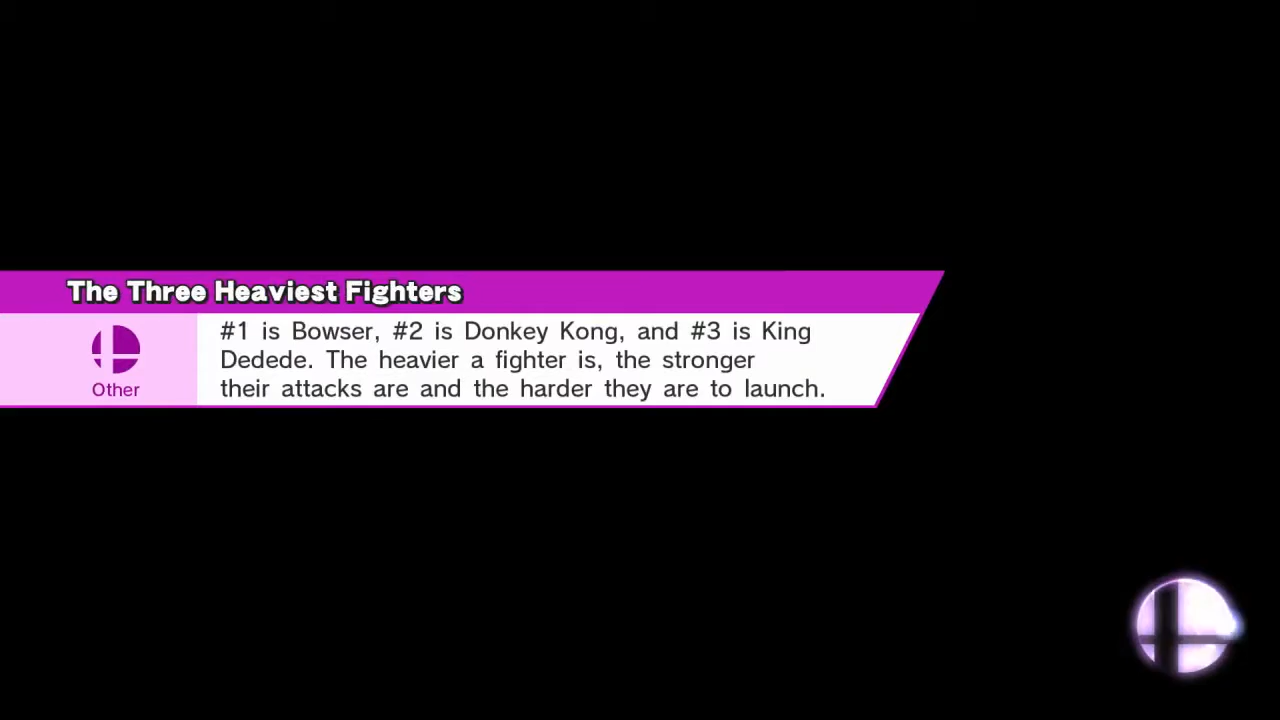 The Three Heaviest Fighters
#1 is Bowser, #2 is Donkey Kong, and #3 is King
Dedede. The heavier a fighter is, the stronger
their attacks are and the harder they are to launch.
Other